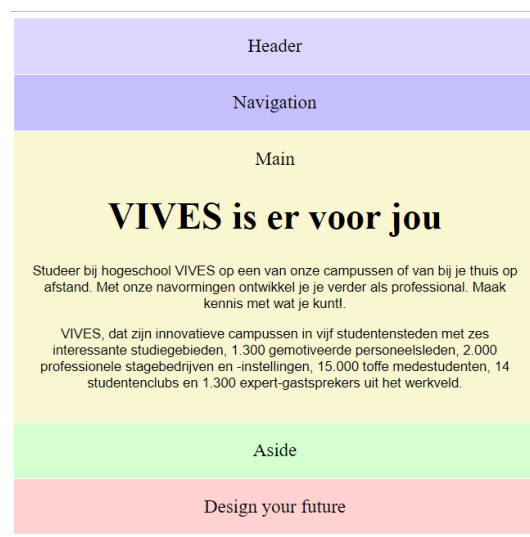 Header
Navigation
Main
VIVES is er voor jou
Studeer bij hogeschool VIVES op een van onze campussen of van bij je thuis op
afstand. Met onze navormingen ontwikkel je je verder als professional. Maak
kennis met wat je kunt!.
VIVES, dat zijn innovatieve campussen in vijf studentensteden met zes
interessante studiegebieden, 1.300 gemotiveerde personeelsleden, 2.000
professionele stagebedrijven en -instellingen, 15.000 toffe medestudenten, 14
studentenclubs en 1.300 expert-gastsprekers uit het werkveld.
Aside
Design your future